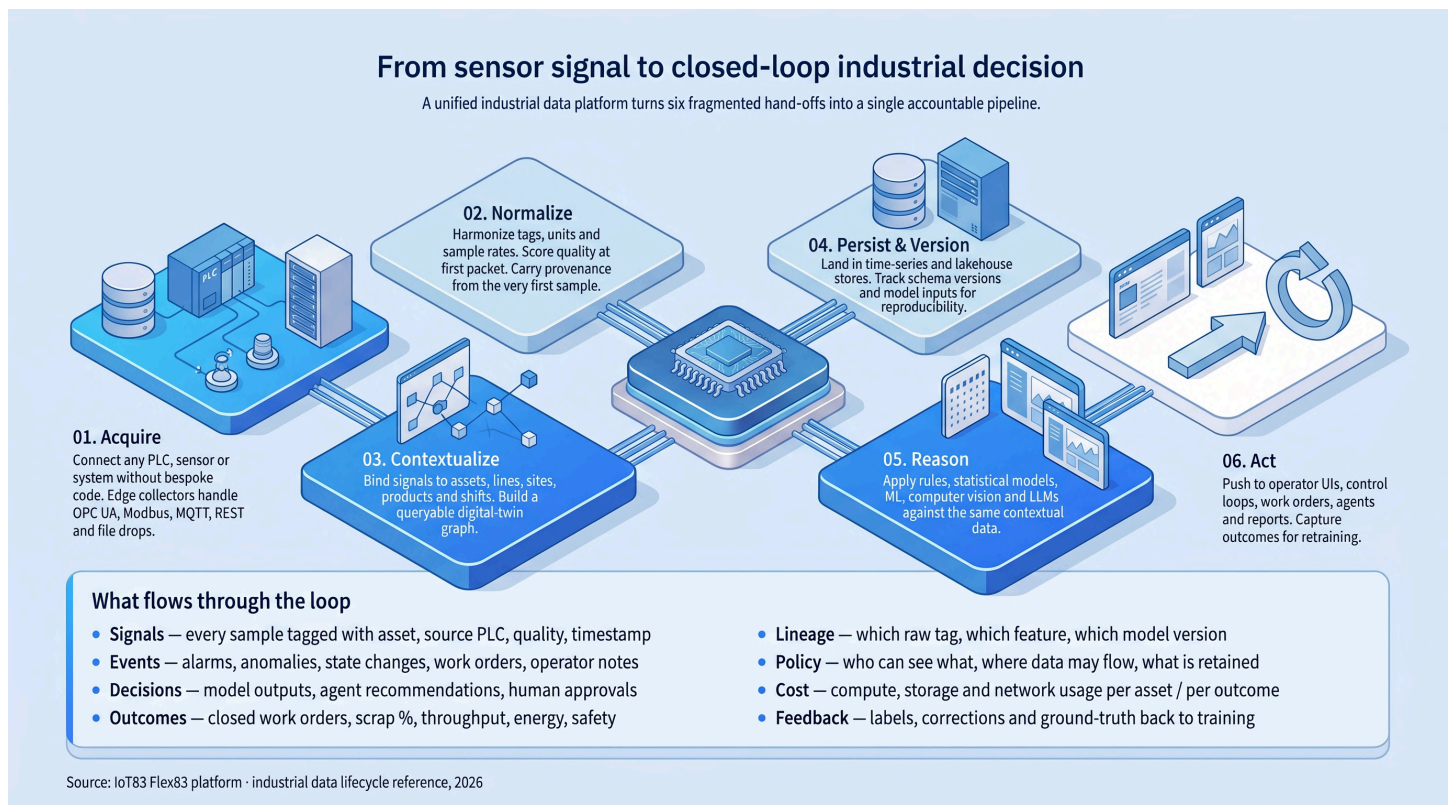 From sensor signal to closed-loop industrial decision
A unified industrial data platform turns six fragmented hand-offs into a single accountable pipeline.
PLC
01. Acquire
Connect any PLC, sensor or
system without bespoke
code. Edge collectors handle
OPC UA, Modbus, MQTT, REST
and file drops.
02. Normalize
Harmonize tags, units and
sample rates. Score quality at
first packet. Carry provenance
from the very first sample.
03. Contextualize
Bind signals to assets, lines, sites,
products and shifts. Build a
queryable digital-twin
graph.
04. Persist & Version
Land in time-series and lakehouse
stores. Track schema versions
and model inputs for
reproducibility.
05. Reason
Apply rules, statistical models,
ML, computer vision and LLMs
against the same contextual
data.
06. Act
Push to operator UIs, control
loops, work orders, agents
and reports. Capture
outcomes for retraining.
What flows through the loop
• Signals — every sample tagged with asset, source PLC, quality, timestamp
• Events — alarms, anomalies, state changes, work orders, operator notes
• Decisions — model outputs, agent recommendations, human approvals
• Outcomes — closed work orders, scrap %, throughput, energy, safety
• Lineage — which raw tag, which feature, which model version
• Policy — who can see what, where data may flow, what is retained
• Cost — compute, storage and network usage per asset / per outcome
• Feedback — labels, corrections and ground-truth back to training
Source: IoT83 Flex83 platform · industrial data lifecycle reference, 2026